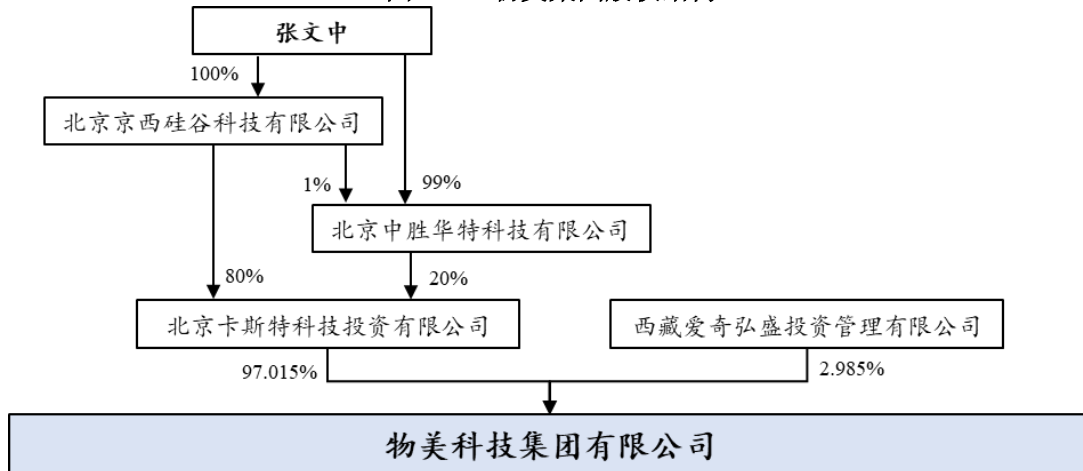 张文中
100%
北京京西硅谷科技有限公司
1%
99%
北京中胜华特科技有限公司
80%
20%
北京卡斯特科技投资有限公司
西藏爱奇弘盛投资管理有限公司
97.015%
2.985%
物美科技集团有限公司